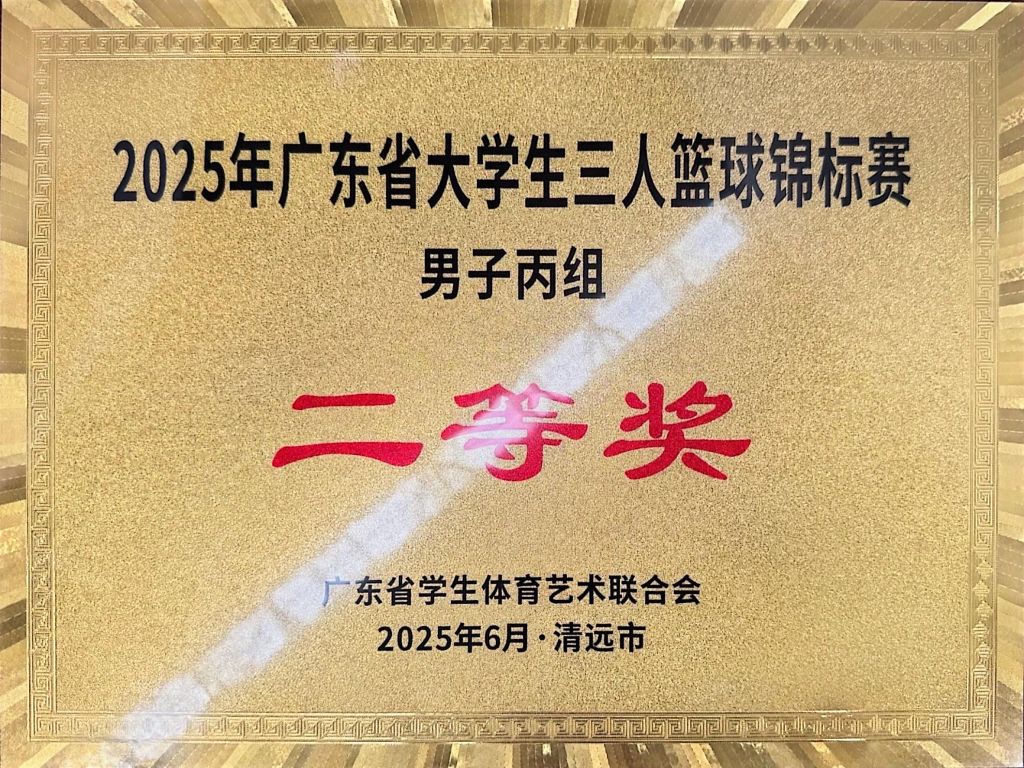 2025年广东省大学生三人篮球锦标赛
男子丙组
二等奖
广东省学生体育艺术联合会
2025年6月·清远市